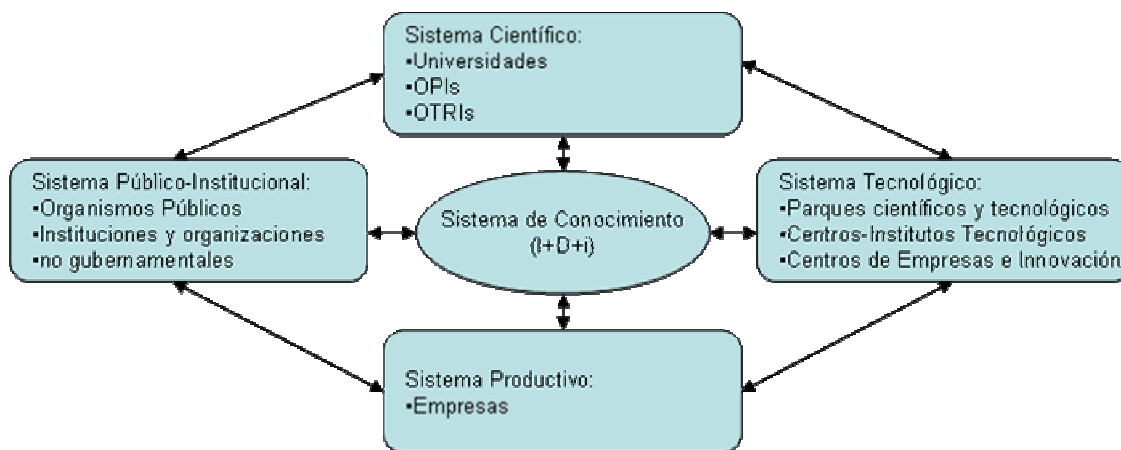 Sistema Científico:
•Universidades
•OPIs
•OTRIs
Sistema Público-Institucional:
•Organismos Públicos
•Instituciones y organizaciones
•no gubernamentales
Sistema de Conocimiento
(I+D+i)
Sistema Tecnológico:
•Parques científicos y tecnológicos
•Centros-Institutos Tecnológicos
•Centros de Empresas e Innovación
Sistema Productivo:
•Empresas